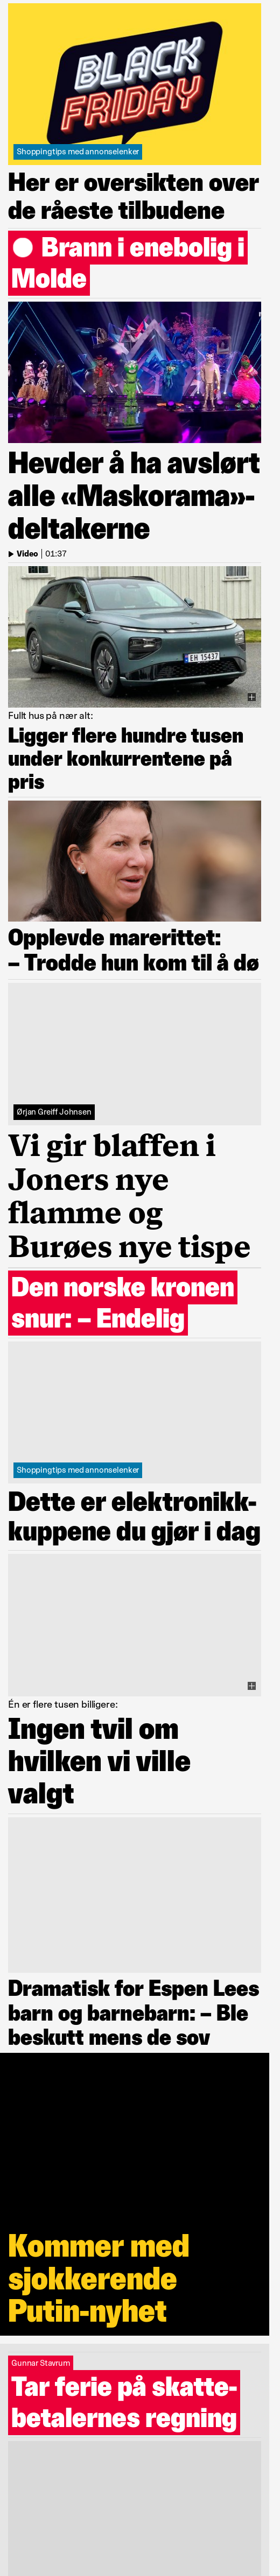 BLACK
FRIDAY
Shoppingtips med annonselenker
Her er oversikten over
de råeste tilbudene
Brann i enebolig i
Molde
Hevder å ha avslørt
alle «Maskorama»-
deltakerne
Video | 01:37
EH 15437
Fullt hus på nær alt:
Ligger flere hundre tusen
under konkurrentene på
pris
Opplevde marerittet:
– Trodde hun kom til å dø
Ørjan Greiff Johnsen
Vi gir blaffen i
Joners nye
flamme og
Burøes nye tispe
Den norske kronen
snur: – Endelig
Shoppingtips med annonselenker
Dette er elektronikk-
kuppene du gjør i dag
Én er flere tusen billigere:
Ingen tvil om
hvilken vi ville
valgt
Dramatisk for Espen Lees
barn og barnebarn: – Ble
beskutt mens de sov
Kommer med
sjokkerende
Putin-nyhet
Gunnar Stavrum
Tar ferie på skatte-
betalernes regning